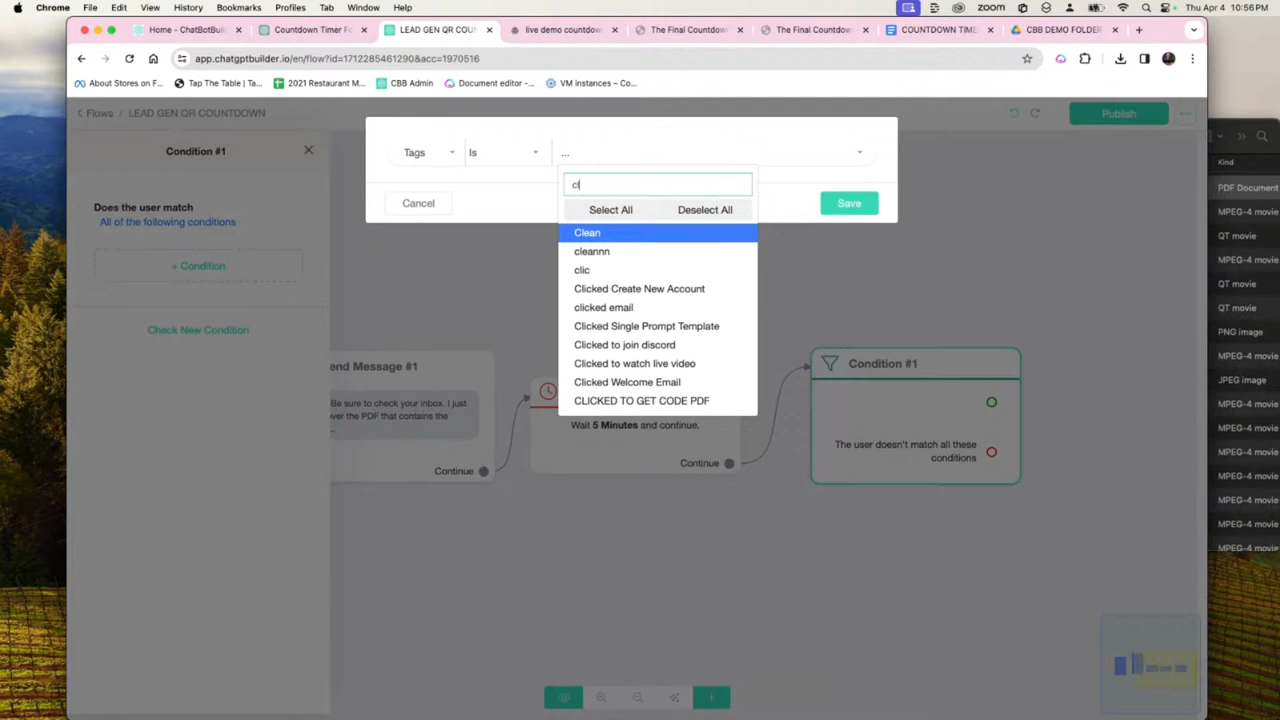 Chrome File Edit View History Bookmarks Profiles Tab Window Help
zoom Thu Apr 4 10:56 PM
Home - ChatBotBuil Countdown Timer Fo LEAD GEN QR COUN live demo countdow The Final Countdow The Final Countdow COUNTDOWN TIME CBB DEMO FOLDER
app.chatgptbuilder.io/en/flow?id=1712285461290&acc=1970516
About Stores on F... Tap The Table | Ta... 2021 Restaurant M... CBB Admin Document editor -... VM instances – Co...
Flows / LEAD GEN QR COUNTDOWN
Publish
Condition #1
Does the user match
All of the following conditions
+ Condition
Check New Condition
Tags Is ...
cl
Cancel
Select All Deselect All
Save
Clean
cleannn
clic
Clicked Create New Account
clicked email
Clicked Single Prompt Template
Clicked to join discord
Clicked to watch live video
Clicked Welcome Email
CLICKED TO GET CODE PDF
end Message #1
Be sure to check your inbox. I just
over the PDF that contains the
...
Continue
Wait 5 Minutes and continue.
Continue
Condition #1
The user doesn't match all these
conditions
Kind
PDF Document
MPEG-4 movie
QT movie
MPEG-4 movie
QT movie
QT movie
PNG image
MPEG-4 movie
JPEG image
MPEG-4 movie
MPEG-4 movie
MPEG-4 movie
MPEG-4 movie
MPEG-4 movie
MPEG-4 movie
MPEG-4 movie